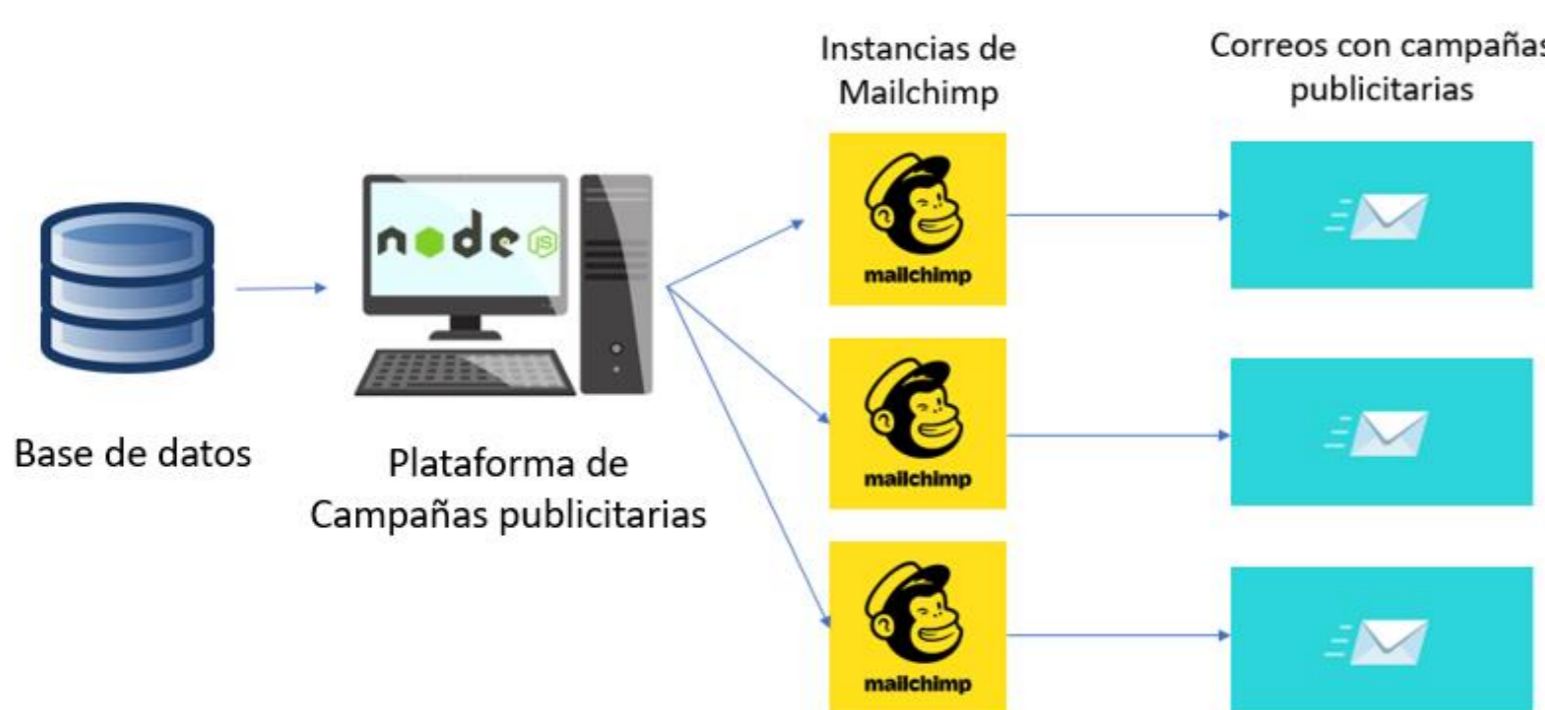 Instancias de
Mailchimp
Correos con campañas
publicitarias
node JS
mailchimp
mailchimp
mailchimp
Base de datos
Plataforma de
Campañas publicitarias